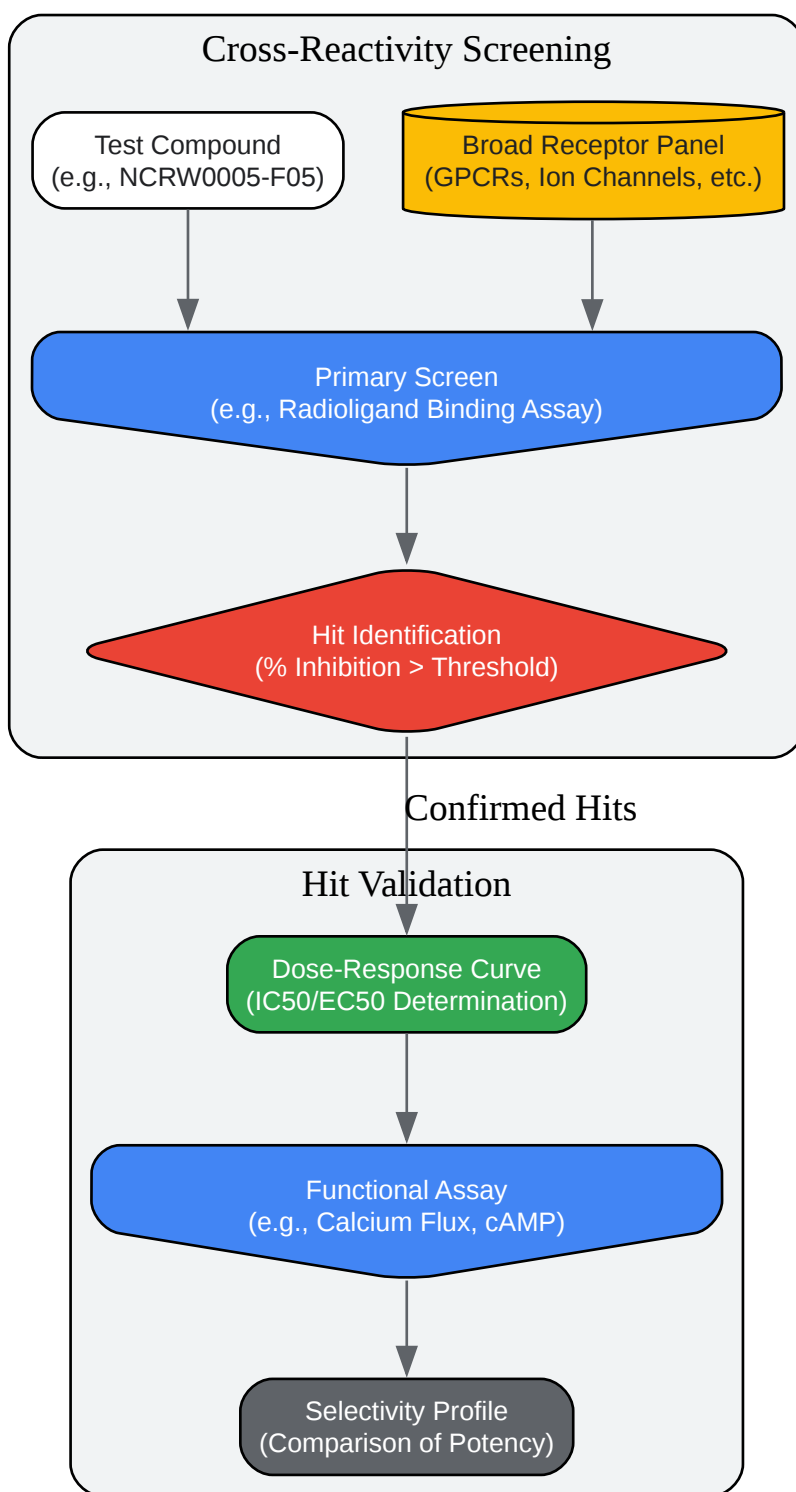 Cross-Reactivity Screening
Test Compound
(e.g., NCRW0005-F05)
Broad Receptor Panel
(GPCRs, Ion Channels, etc.)
Primary Screen
(e.g., Radioligand Binding Assay)
Hit Identification
(% Inhibition > Threshold)
Confirmed Hits
Hit Validation
Dose-Response Curve
(IC50/EC50 Determination)
Functional Assay
(e.g., Calcium Flux, cAMP)
Selectivity Profile
(Comparison of Potency)